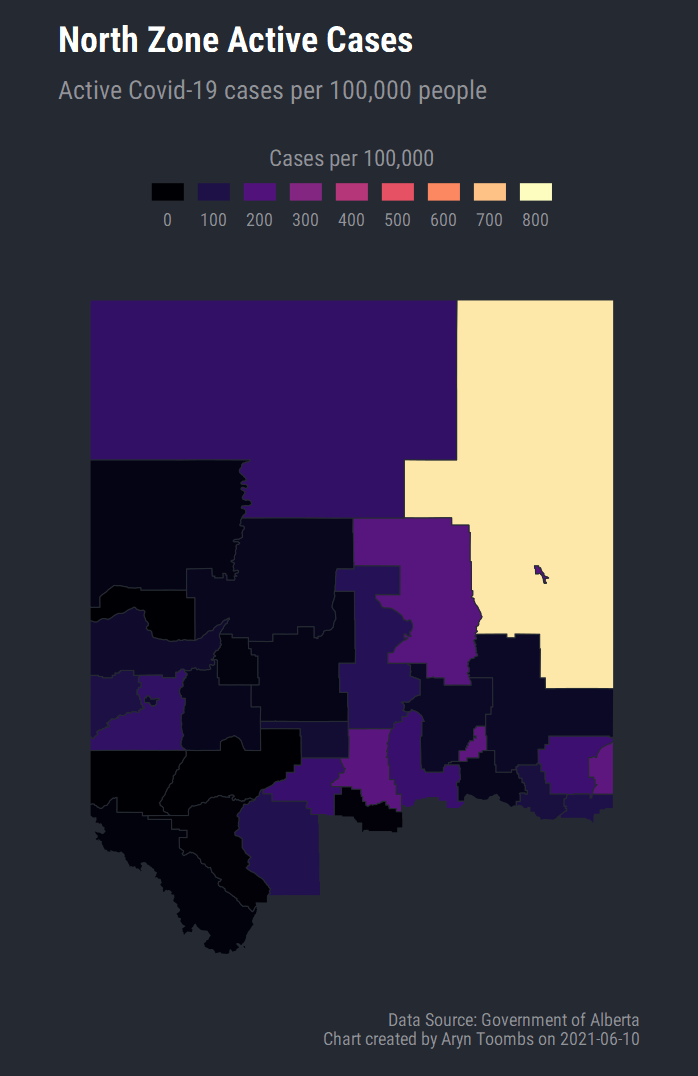 North Zone Active Cases
Active Covid-19 cases per 100,000 people
Cases per 100,000
0 100 200 300 400 500 600 700 800
Data Source: Government of Alberta
Chart created by Aryn Toombs on 2021-06-10